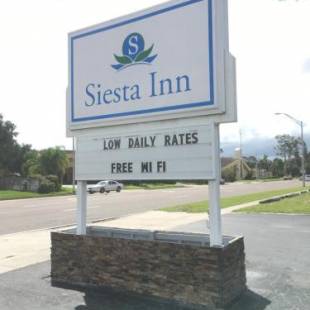 S
Siesta Inn
LOW DAILY RATES
FREE WI FI